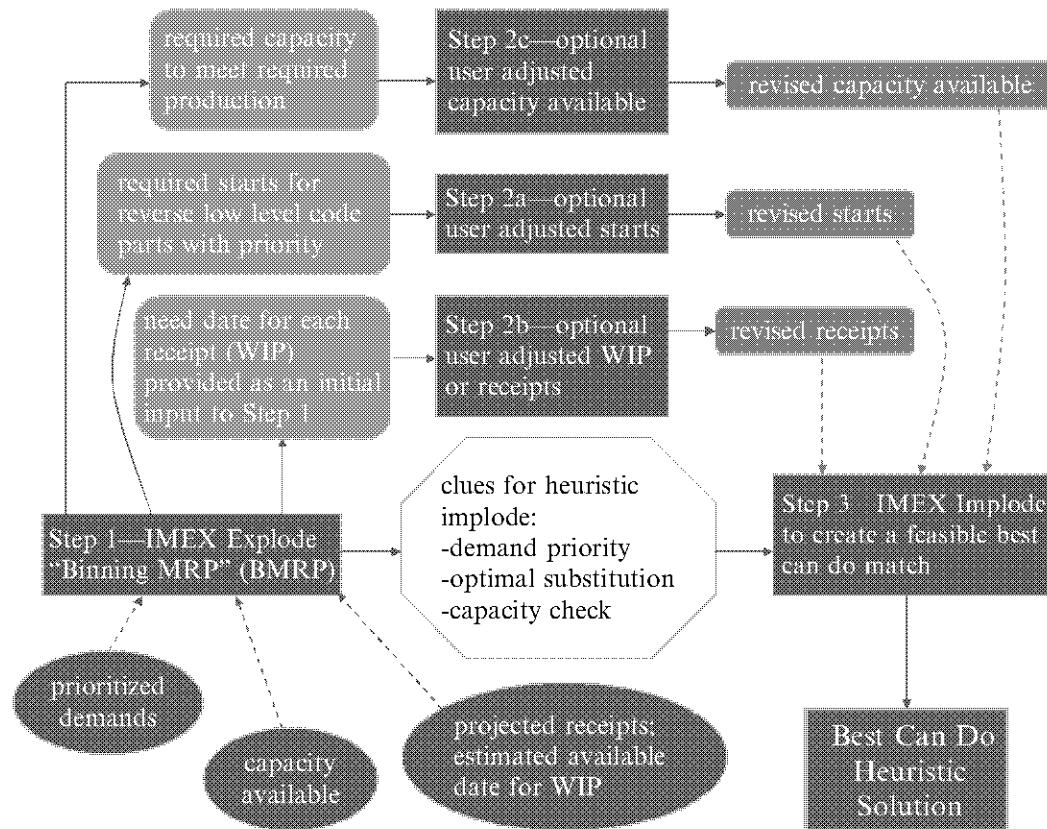 required capacity
to meet required
production
Step 2c—optional
user adjusted
capacity available
revised capacity available
required starts for
reverse low level code
parts with priority
Step 2a—optional
user adjusted starts
revised starts
need date for each
receipt (WIP)
provided as an initial
input to Step 1
Step 2b—optional
user adjusted WIP
or receipts
revised receipts
Step 1—IMEX Explode
“Binning MRP” (BMRP)
clues for heuristic
implode:
-demand priority
-optimal substitution
-capacity check
Step 3—IMEX Implode
to create a feasible best
can do match
prioritized
demands
capacity
available
projected receipts;
estimated available
date for WIP
Best Can Do
Heuristic
Solution